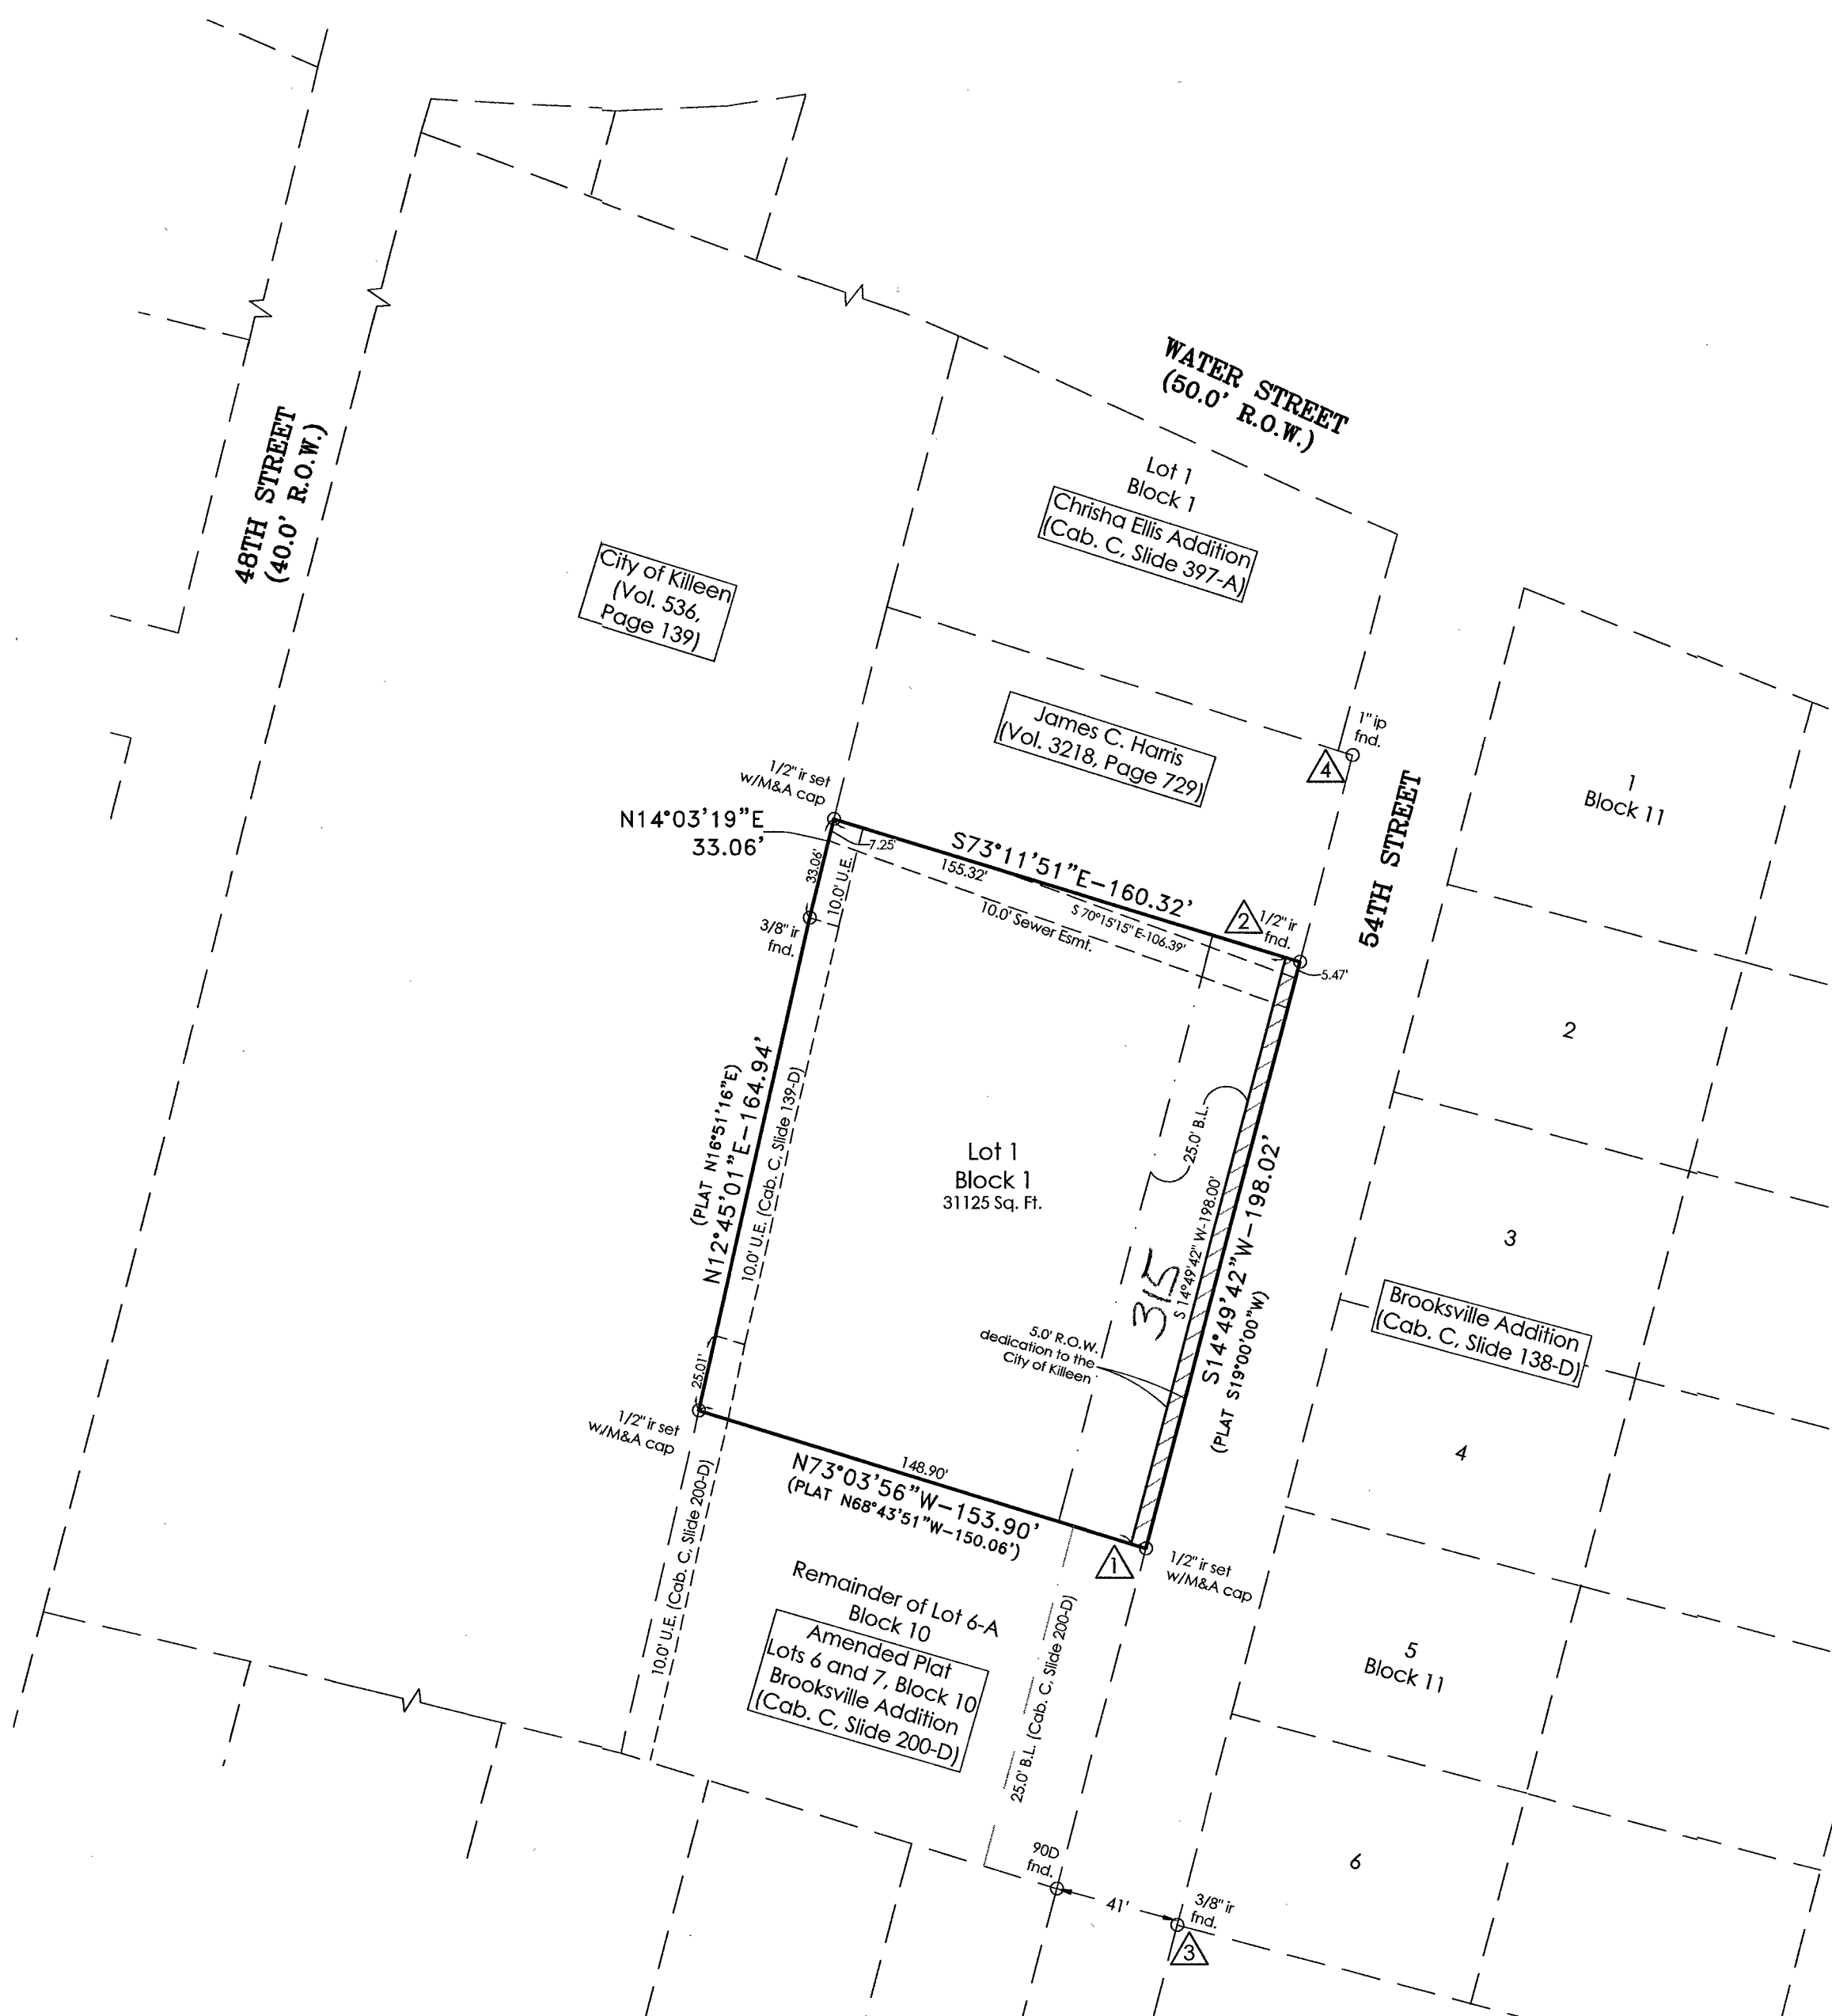 WATER STREET
(50.0' R.O.W.)
48TH STREET
(40.0' R.O.W.)
Lot 1
Block 1
Chrisha Ellis Addition
(Cab. C, Slide 397-A)
City of Killeen
(Vol. 536,
Page 139)
James C. Harris
(Vol. 3218, Page 729)
1" ip
fnd.
4
54TH STREET
1
Block 11
1/2" ir set
w/M&A cap
N14°03'19"E
33.06'
33.06'
7.25'
10.0' U.E.
S73°11'51"E-160.32'
155.32'
S 70°15'15" E-106.39'
10.0' Sewer Esmt.
2
1/2" ir
fnd.
5.47'
3/8" ir
fnd.
2
(PLAT N16°51'16"E)
N12°45'01"E-164.94'
10.0' U.E. (Cab. C, Slide 139-D)
Lot 1
Block 1
31125 Sq. Ft.
25.0' B.L.
315
S 14°49'42" W-198.00'
S14°49'42"W-198.02'
(PLAT S19°00'00"W)
3
Brooksville Addition
(Cab. C, Slide 138-D)
5.0' R.O.W.
dedication to the
City of Killeen
25.01'
1/2" ir set
w/M&A cap
148.90'
N73°03'56"W-153.90'
(PLAT N68°43'51"W-150.06')
4
1
1/2" ir set
w/M&A cap
10.0' U.E. (Cab. C, Slide 200-D)
Remainder of Lot 6-A
Block 10
Amended Plat
Lots 6 and 7, Block 10
Brooksville Addition
(Cab. C, Slide 200-D)
25.0' B.L. (Cab. C, Slide 200-D)
5
Block 11
6
90D
fnd.
41'
3/8" ir
fnd.
3